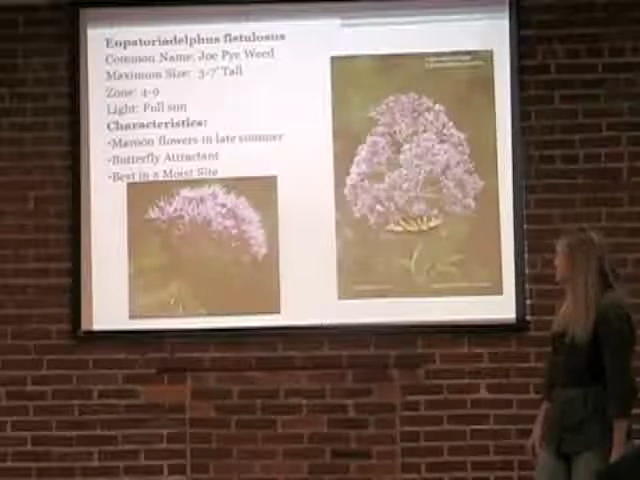 Eupatoriadelphus fistulosus
Common Name: Joe Pye Weed
Maximum Size: 3-7' Tall
Zone: 4-9
Light: Full sun
Characteristics:
•Maroon flowers in late summer
•Butterfly Attractant
•Best in a Moist Site